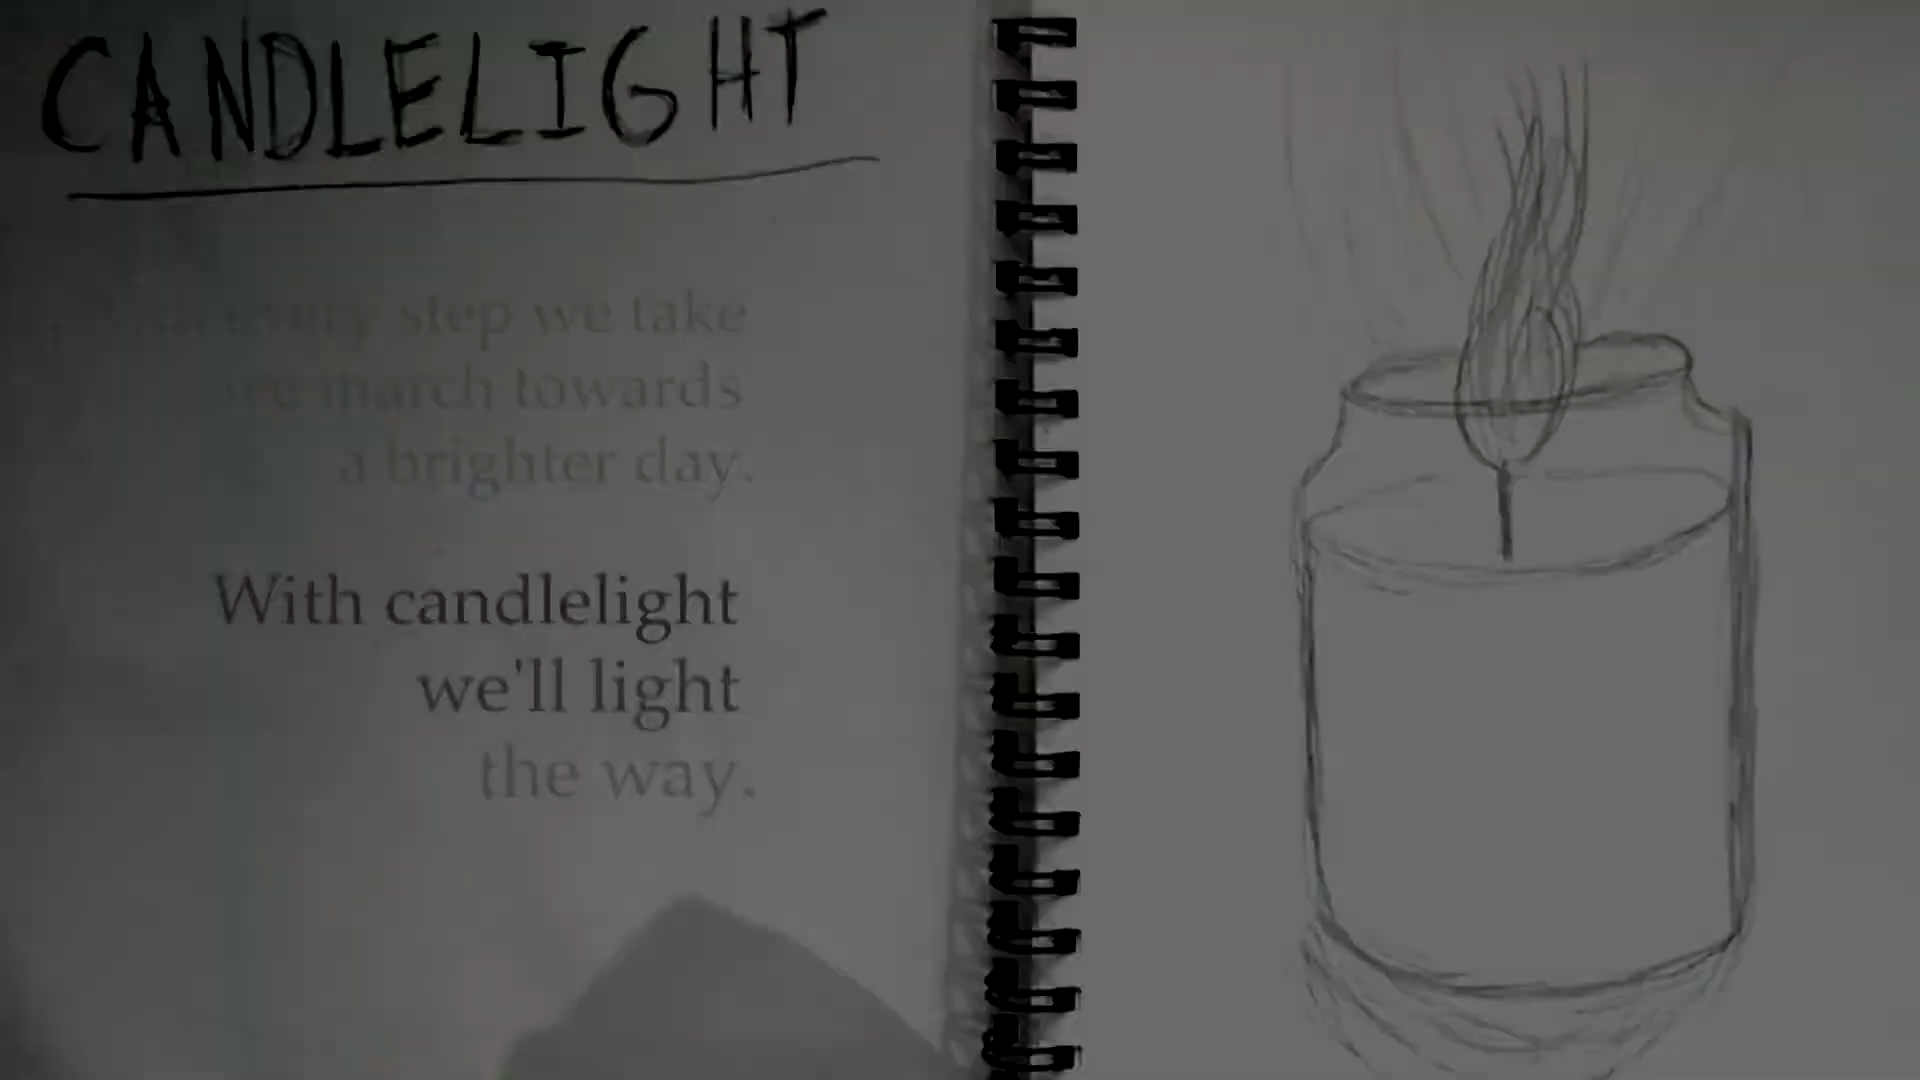 CANDLELIGHT
every step we take
march towards
a brighter day.
With candlelight
we'll light
the way.